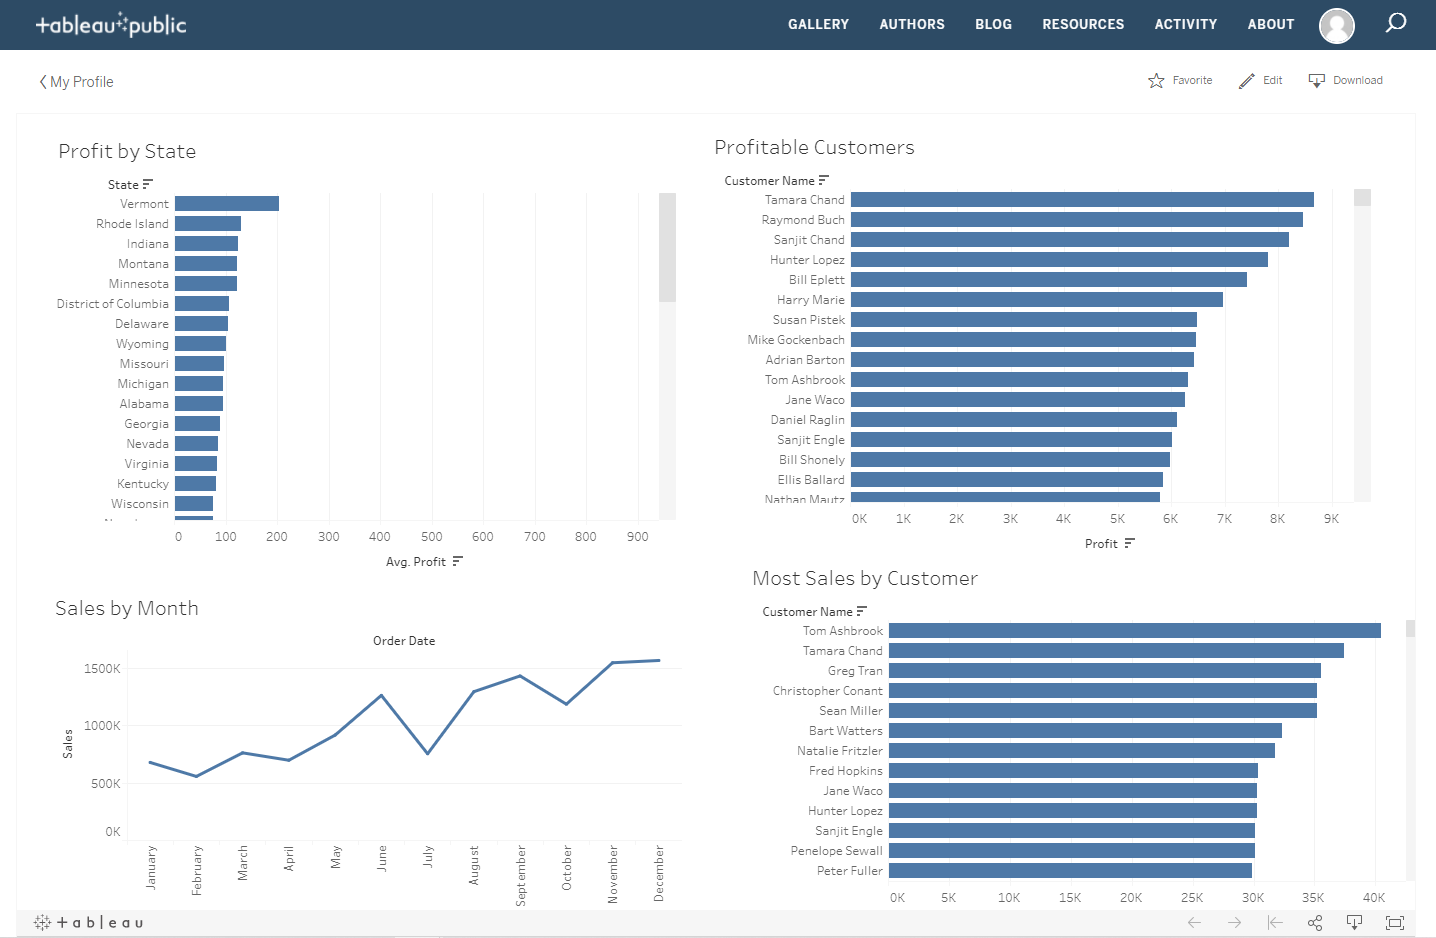 tableau public
GALLERY AUTHORS BLOG RESOURCES ACTIVITY ABOUT
My Profile
Favorite Edit Download
Profit by State
State
Vermont
Rhode Island
Indiana
Montana
Minnesota
District of Columbia
Delaware
Wyoming
Missouri
Michigan
Alabama
Georgia
Nevada
Virginia
Kentucky
Wisconsin
0 100 200 300 400 500 600 700 800 900
Avg. Profit
Profitable Customers
Customer Name
Tamara Chand
Raymond Buch
Sanjit Chand
Hunter Lopez
Bill Eplett
Harry Marie
Susan Pistek
Mike Gockenbach
Adrian Barton
Tom Ashbrook
Jane Waco
Daniel Raglin
Sanjit Engle
Bill Shonely
Ellis Ballard
Nathan Mautz
0K 1K 2K 3K 4K 5K 6K 7K 8K 9K
Profit
Sales by Month
Order Date
1500K
1000K
500K
0K
Sales
January February March April May June July August September October November December
Most Sales by Customer
Customer Name
Tom Ashbrook
Tamara Chand
Greg Tran
Christopher Conant
Sean Miller
Bart Watters
Natalie Fritzler
Fred Hopkins
Jane Waco
Hunter Lopez
Sanjit Engle
Penelope Sewall
Peter Fuller
0K 5K 10K 15K 20K 25K 30K 35K 40K
tableau